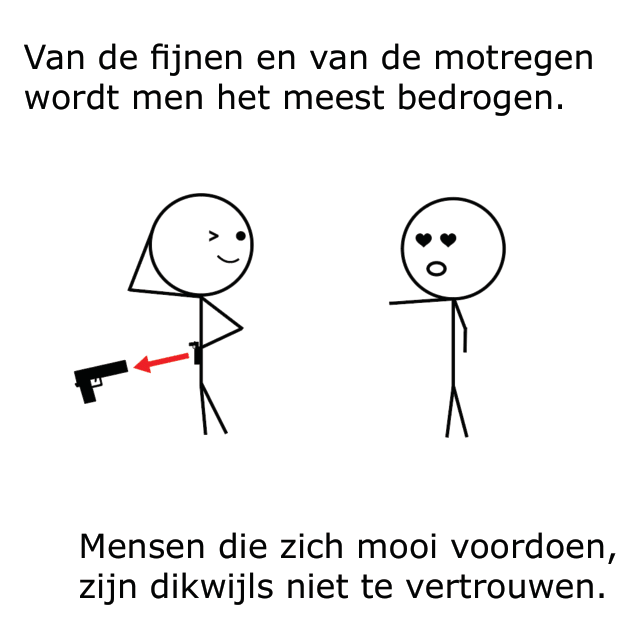 Van de fijnen en van de motregen
wordt men het meest bedrogen.
Mensen die zich mooi voordoen,
zijn dikwijls niet te vertrouwen.